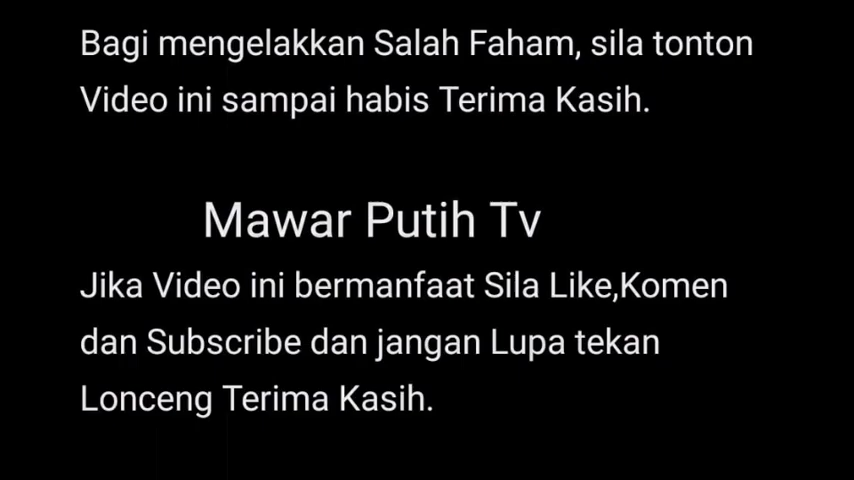 Bagi mengelakkan Salah Faham, sila tonton
Video ini sampai habis Terima Kasih.
Mawar Putih Tv
Jika Video ini bermanfaat Sila Like,Komen
dan Subscribe dan jangan Lupa tekan
Lonceng Terima Kasih.